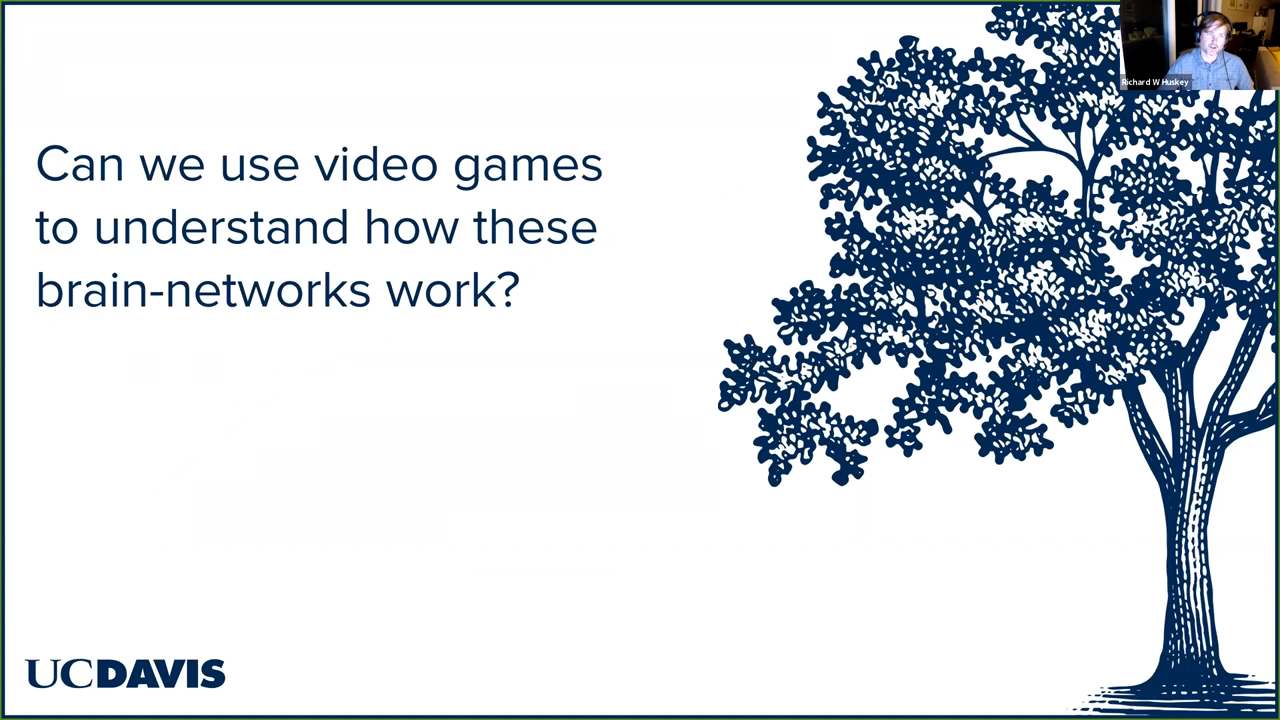 Richard W Huskey
Can we use video games
to understand how these
brain-networks work?
UCDAVIS